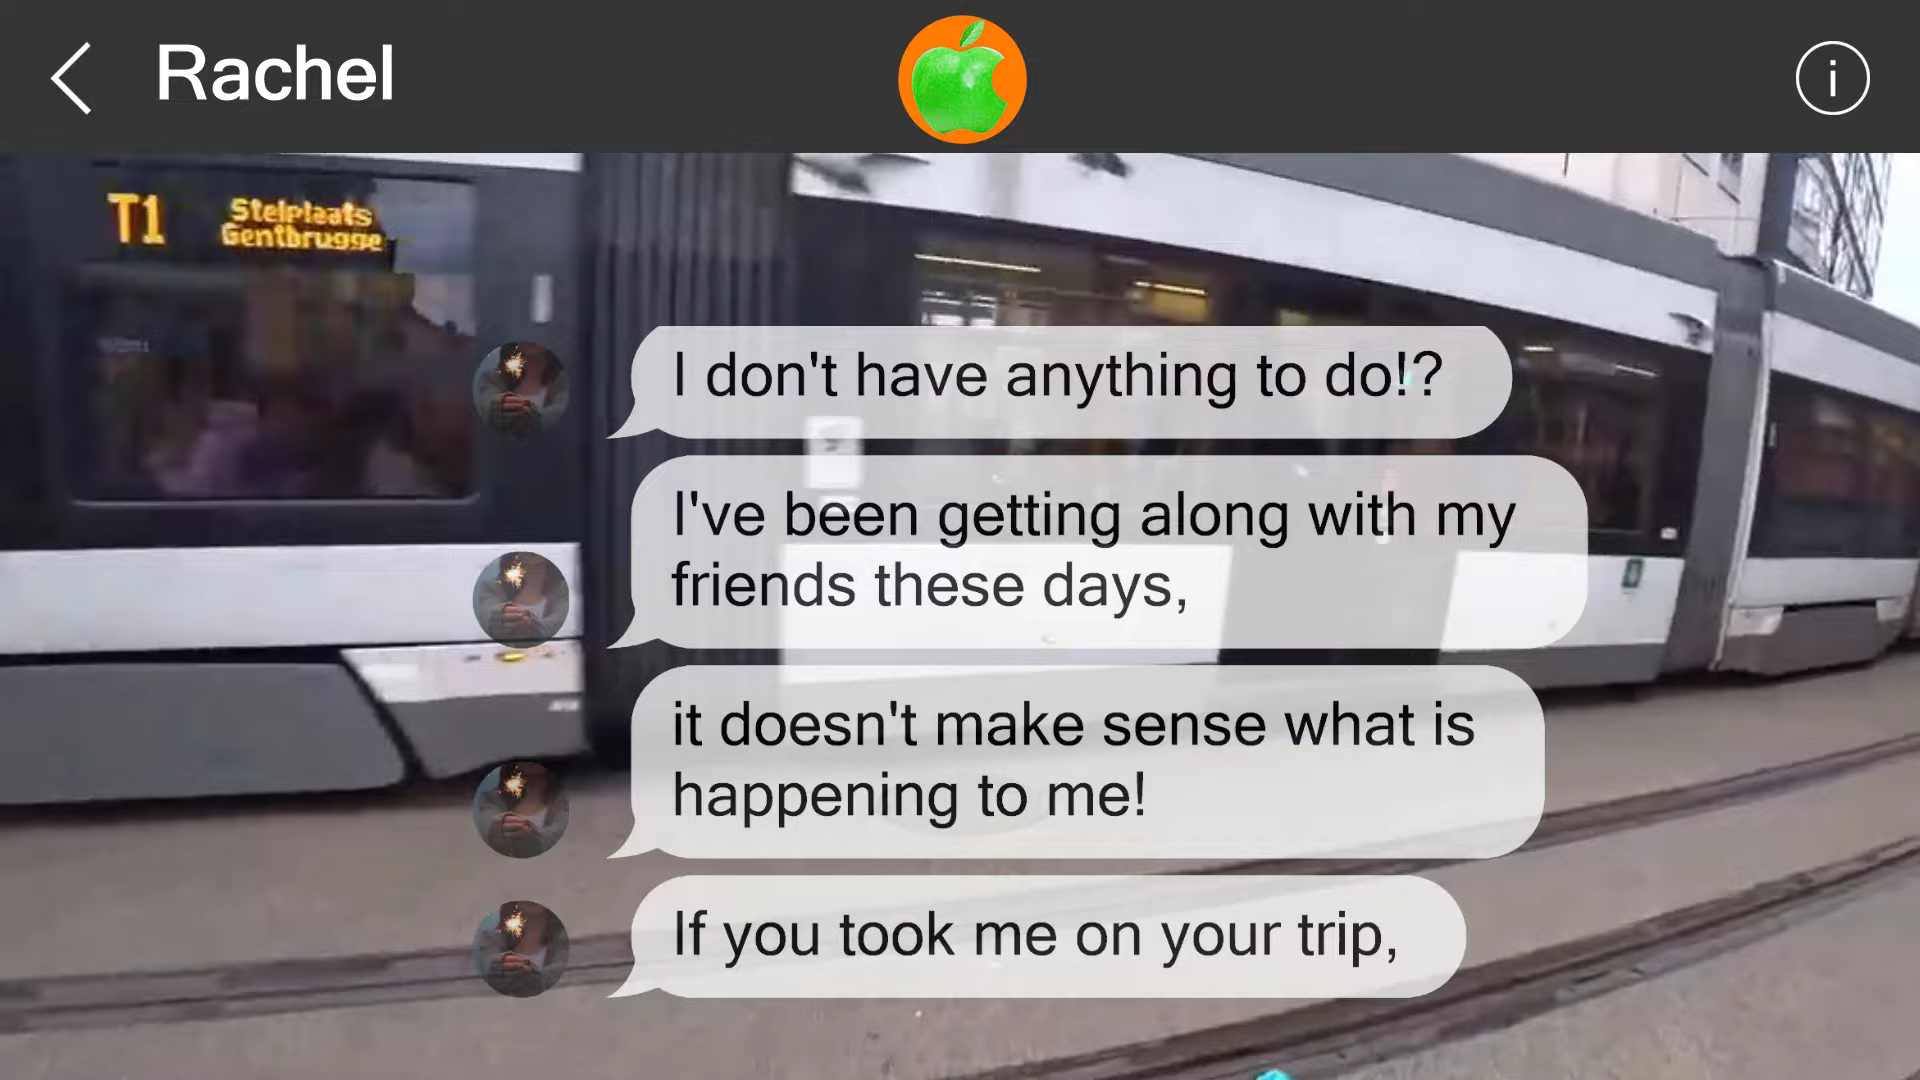 Rachel
i
T1
Stelplaats
Gentbrugge
I don't have anything to do!?
I've been getting along with my
friends these days,
it doesn't make sense what is
happening to me!
If you took me on your trip,